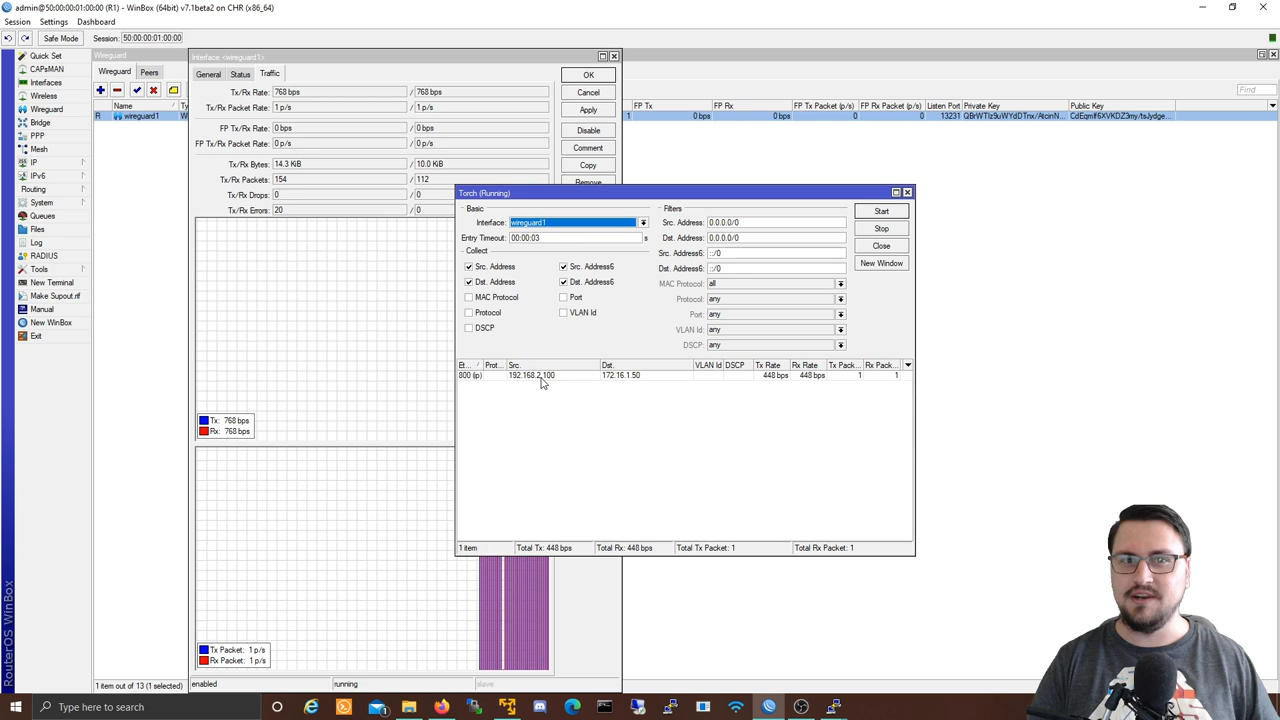 admin@50:00:00:01:00:00 (R1) - WinBox (64bit) v7.1beta2 on CHR (x86_64)
Session Settings Dashboard
Safe Mode Session: 50:00:00:01:00:00
Quick Set
CAPsMAN
Interfaces
Wireless
Wireguard
Bridge
PPP
Mesh
IP
IPv6
Routing
System
Queues
Files
Log
RADIUS
Tools
New Terminal
Make Supout.rif
Manual
New WinBox
Exit
RouterOS WinBox
Wireguard
Wireguard Peers
Find
Name FP Tx FP Rx FP Tx Packet (p/s) FP Rx Packet (p/s) Listen Port Private Key Public Key
R wireguard1 0 bps 0 bps 0 0 13231
1 item out of 13 (1 selected)
Interface <wireguard1>
General Status Traffic
Tx/Rx Rate: 768 bps / 768 bps
Tx/Rx Packet Rate: 1 p/s / 1 p/s
FP Tx/Rx Rate: 0 bps / 0 bps
FP Tx/Rx Packet Rate: 0 p/s / 0 p/s
Tx/Rx Bytes: 14.3 KiB / 10.0 KiB
Tx/Rx Packets: 154 / 112
Tx/Rx Drops: 0 / 0
Tx/Rx Errors: 20 / 0
OK
Cancel
Apply
Disable
Comment
Copy
Remove
Tx: 768 bps
Rx: 768 bps
Tx Packet: 1 p/s
Rx Packet: 1 p/s
enabled running slave
Torch (Running)
Basic
Interface: wireguard1
Entry Timeout: 00:00:03 s
Collect
Src. Address Src. Address6
Dst. Address Dst. Address6
MAC Protocol Port
Protocol VLAN Id
DSCP
Filters
Src. Address: 0.0.0.0/0
Dst. Address: 0.0.0.0/0
Src. Address6: ::/0
Dst. Address6: ::/0
MAC Protocol: all
Protocol: any
Port: any
VLAN Id: any
DSCP: any
Start
Stop
Close
New Window
Et... Prot... Src. Dst. VLAN Id DSCP Tx Rate Rx Rate Tx Pack... Rx Pack...
800 (ip) 192.168.2.100 172.16.1.50 448 bps 448 bps 1 1
1 item Total Tx: 448 bps Total Rx: 448 bps Total Tx Packet: 1 Total Rx Packet: 1
Type here to search